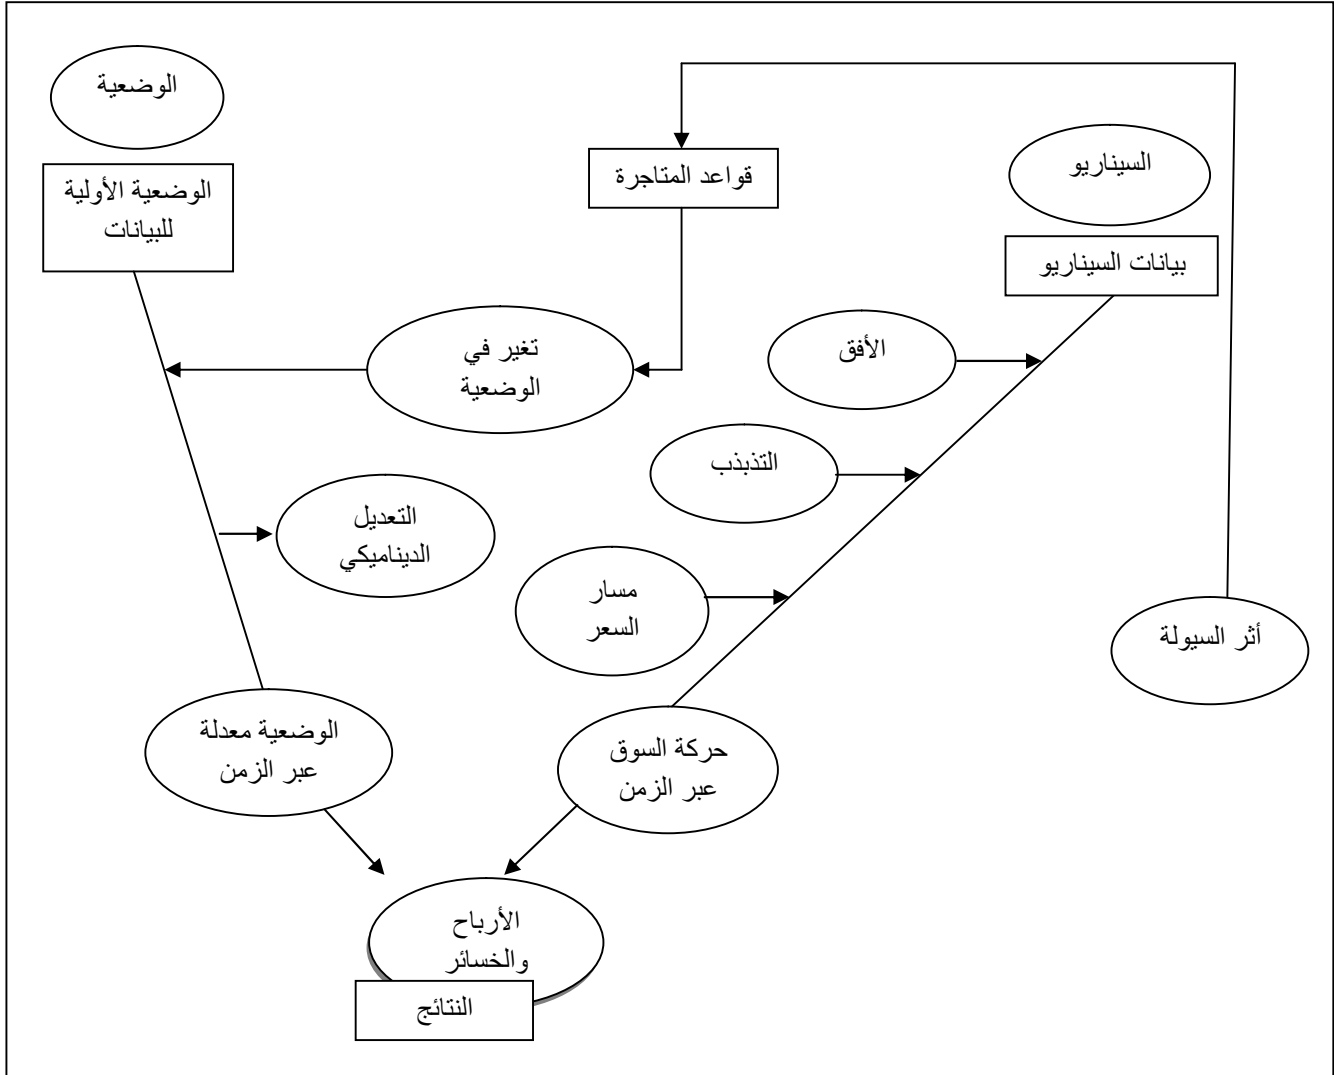 الوضعية
الوضعية الأولية
للبيانات
قواعد المتاجرة
السيناريو
بيانات السيناريو
تغير في
الوضعية
الأفق
التذبذب
التعديل
الديناميكي
مسار
السعر
أثر السيولة
الوضعية معدلة
عبر الزمن
حركة السوق
عبر الزمن
الأرباح
والخسائر
النتائج